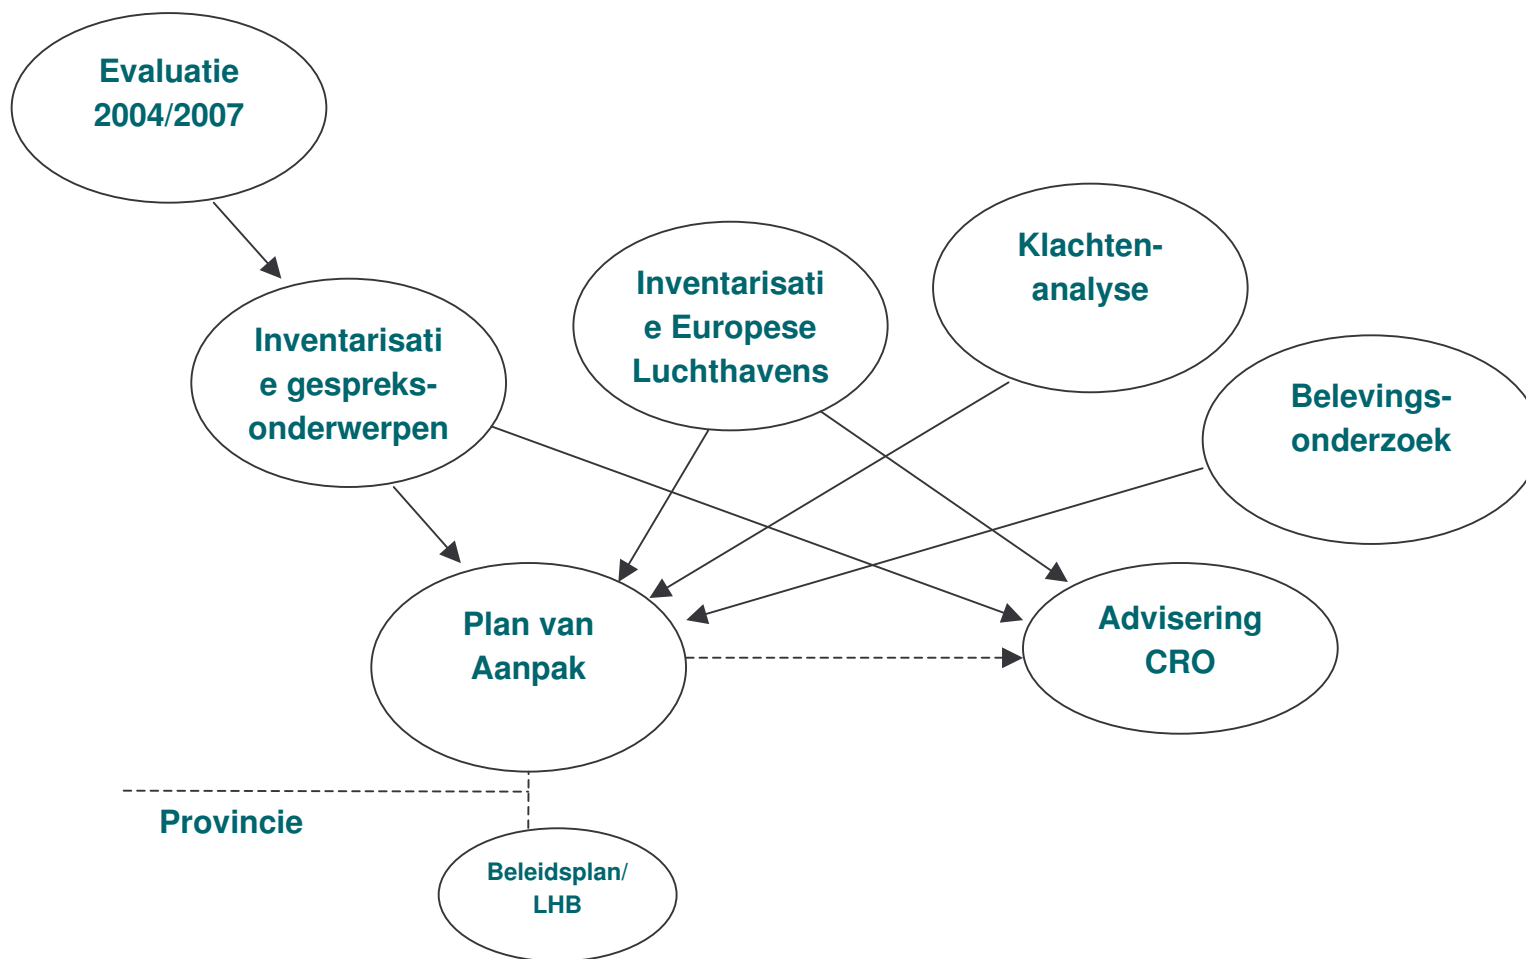 Evaluatie
2004/2007
Inventarisati
e gespreks-
onderwerpen
Inventarisati
e Europese
Luchthavens
Klachten-
analyse
Belevings-
onderzoek
Plan van
Aanpak
Advisering
CRO
Provincie
Beleidsplan/
LHB